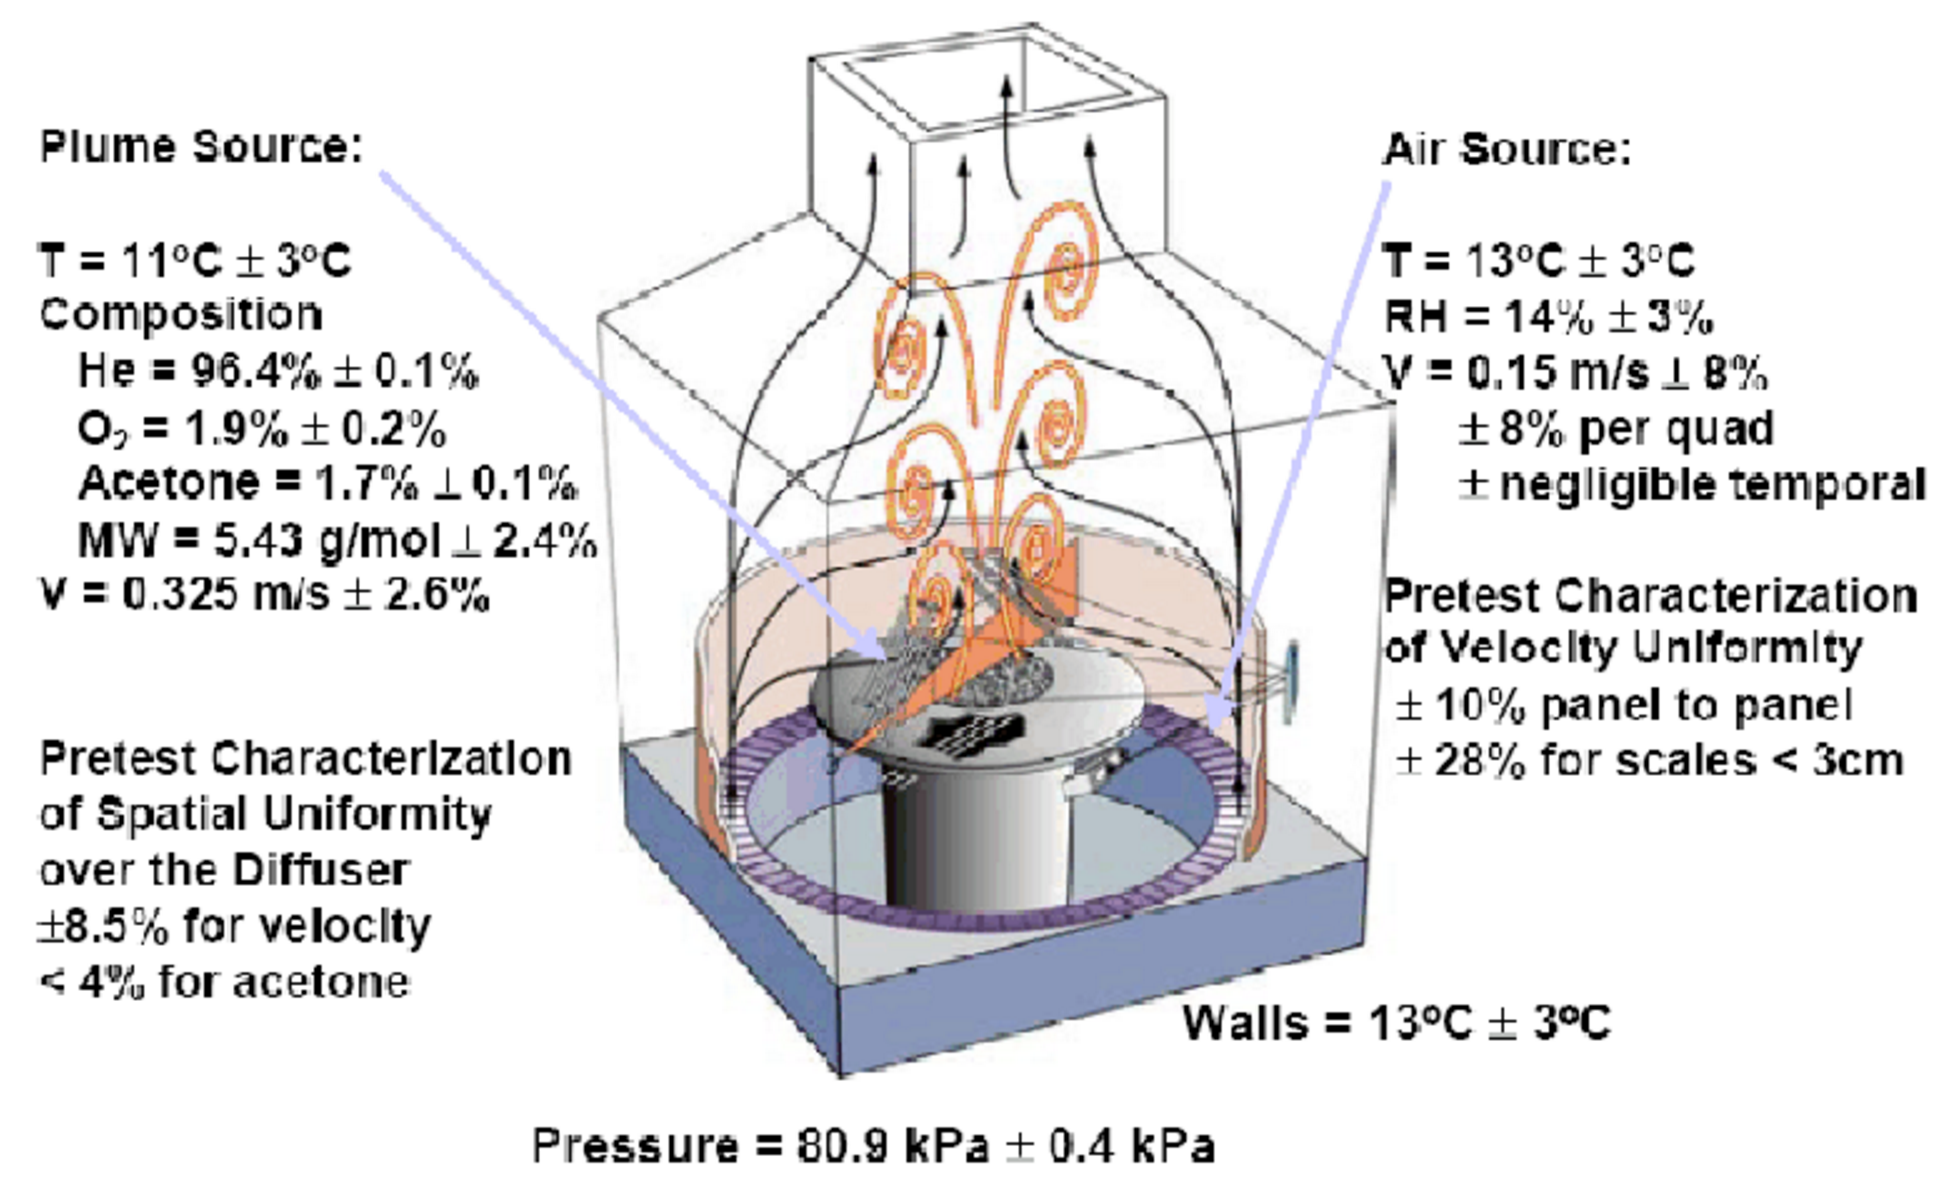 Plume Source:
T = 11°C ± 3°C
Composition
He = 96.4% ± 0.1%
O₂ = 1.9% ± 0.2%
Acetone = 1.7% ± 0.1%
MW = 5.43 g/mol ± 2.4%
V = 0.325 m/s ± 2.6%
Pretest Characterization
of Spatial Uniformity
over the Diffuser
±8.5% for velocity
< 4% for acetone
Air Source:
T = 13°C ± 3°C
RH = 14% ± 3%
V = 0.15 m/s ± 8%
± 8% per quad
± negligible temporal
Pretest Characterization
of Velocity Uniformity
± 10% panel to panel
± 28% for scales < 3cm
Walls = 13°C ± 3°C
Pressure = 80.9 kPa ± 0.4 kPa